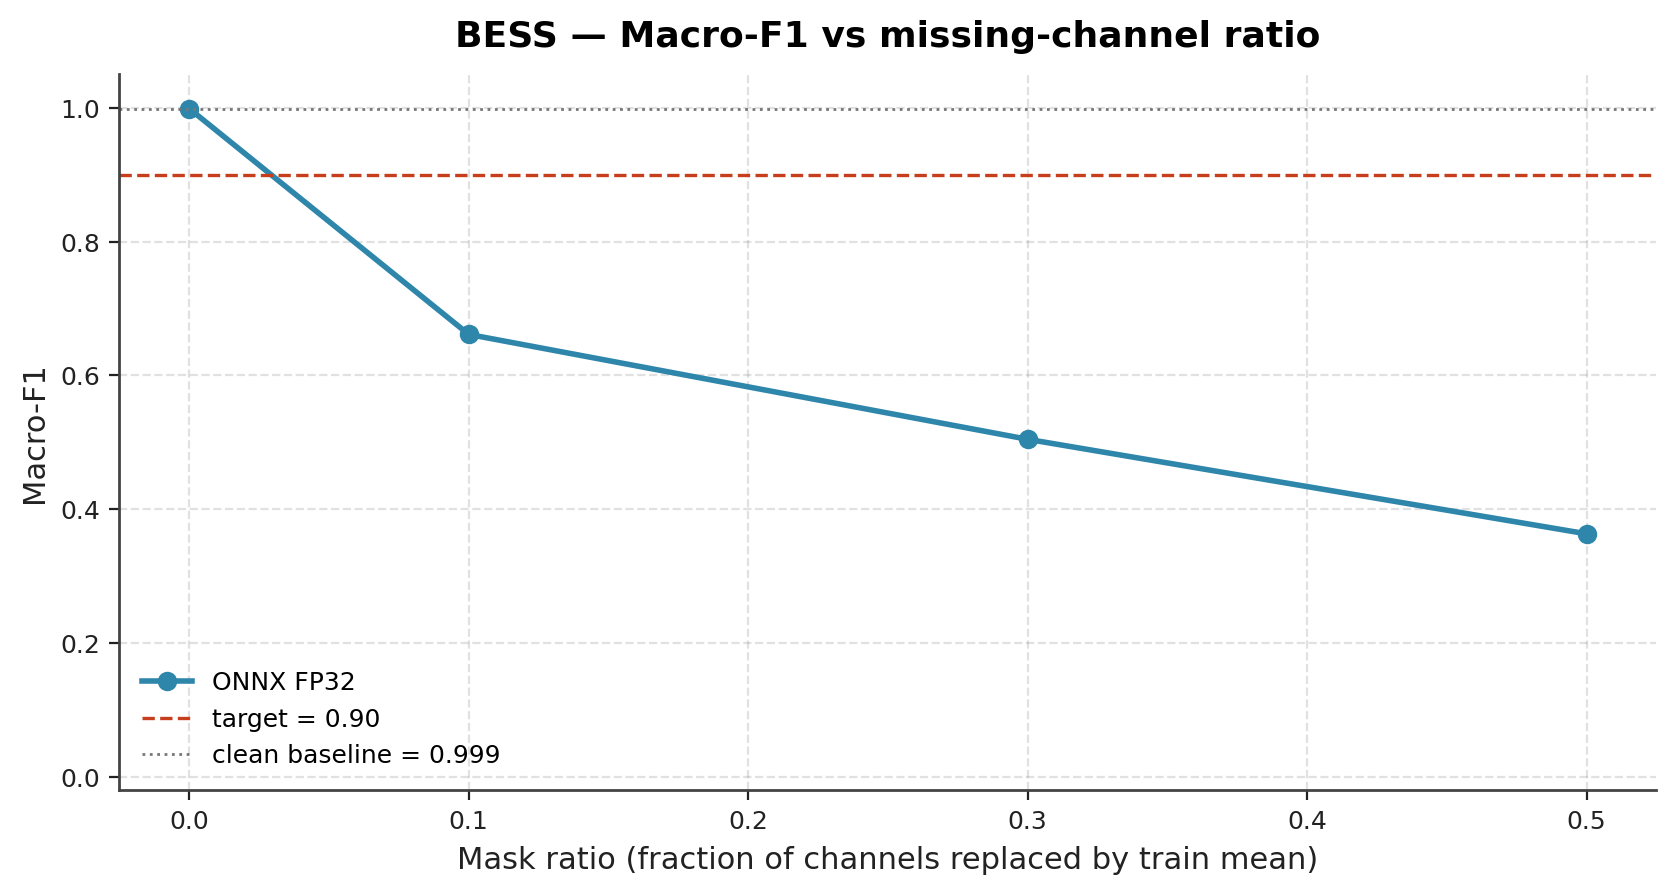 BESS — Macro-F1 vs missing-channel ratio
Macro-F1
1.0
0.8
0.6
0.4
0.2
0.0
ONNX FP32
target = 0.90
clean baseline = 0.999
0.0 0.1 0.2 0.3 0.4 0.5
Mask ratio (fraction of channels replaced by train mean)